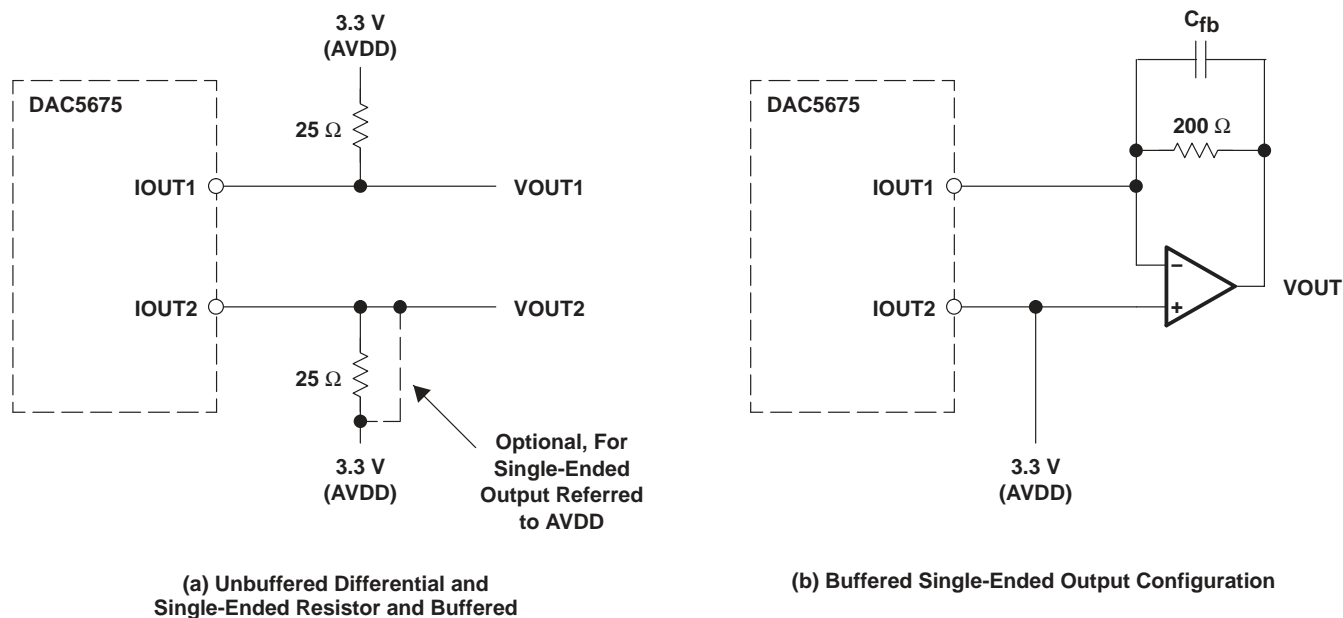 3.3 V
(AVDD)
DAC5675
25 Ω
IOUT1
VOUT1
IOUT2
VOUT2
25 Ω
3.3 V
(AVDD)
Optional, For
Single-Ended
Output Referred
to AVDD
(a) Unbuffered Differential and
Single-Ended Resistor and Buffered
Cfb
DAC5675
200 Ω
IOUT1
IOUT2
–
+
VOUT
3.3 V
(AVDD)
(b) Buffered Single-Ended Output Configuration